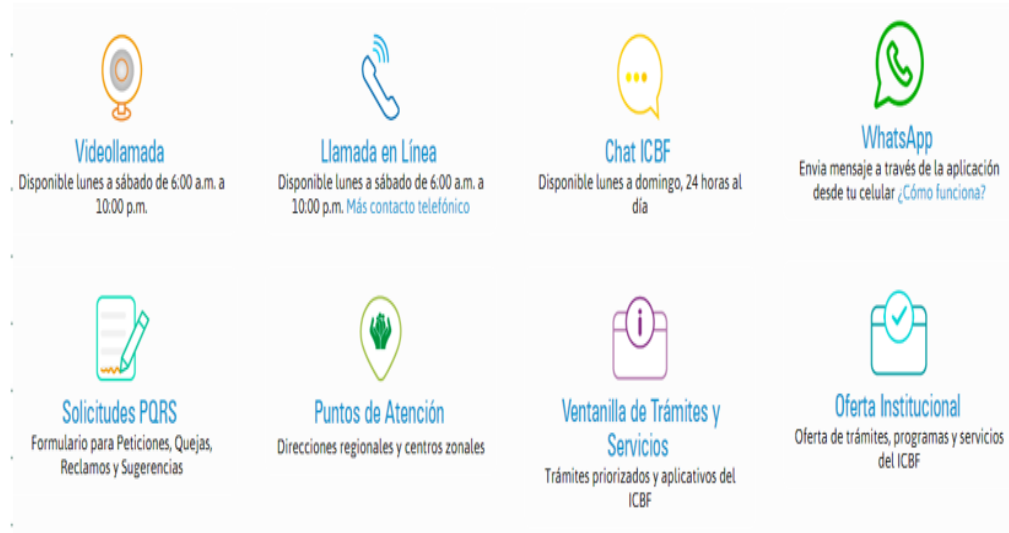 Videollamada
Disponible lunes a sábado de 6:00 a.m. a
10:00 p.m.
Llamada en Línea
Disponible lunes a sábado de 6:00 a.m. a
10:00 p.m. Más contacto telefónico
Chat ICBF
Disponible lunes a domingo, 24 horas al
día
WhatsApp
Envia mensaje a través de la aplicación
desde tu celular ¿Cómo funciona?
Solicitudes PQRS
Formulario para Peticiones, Quejas,
Reclamos y Sugerencias
Puntos de Atención
Direcciones regionales y centros zonales
Ventanilla de Trámites y
Servicios
Trámites priorizados y aplicativos del
ICBF
Oferta Institucional
Oferta de trámites, programas y servicios
del ICBF